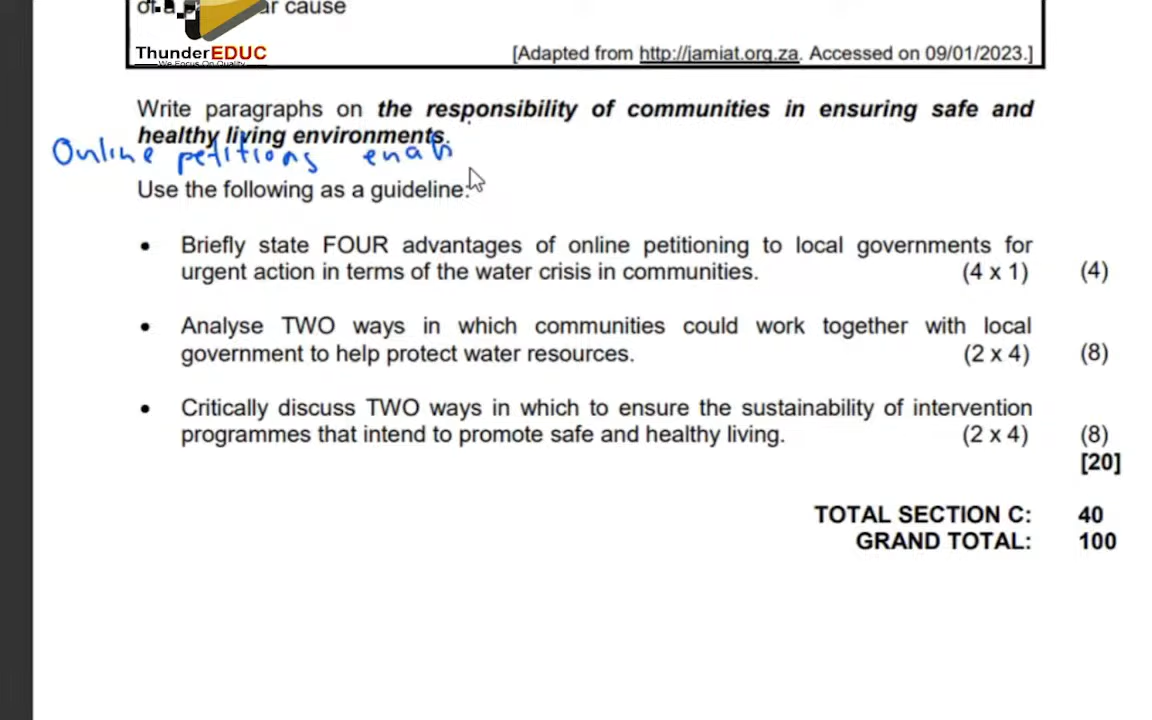 ar cause
ThunderEDUC
We Focus On Quality
[Adapted from http://jamiat.org.za. Accessed on 09/01/2023.]
Write paragraphs on the responsibility of communities in ensuring safe and
healthy living environments.
Online petitions enab
Use the following as a guideline:
• Briefly state FOUR advantages of online petitioning to local governments for
urgent action in terms of the water crisis in communities. (4 x 1) (4)
• Analyse TWO ways in which communities could work together with local
government to help protect water resources. (2 x 4) (8)
• Critically discuss TWO ways in which to ensure the sustainability of intervention
programmes that intend to promote safe and healthy living. (2 x 4) (8)
[20]
TOTAL SECTION C: 40
GRAND TOTAL: 100